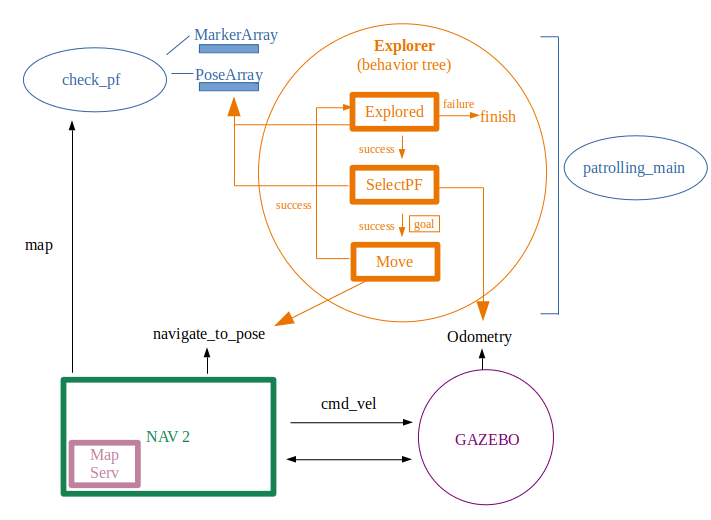 MarkerArray
Explorer
(behavior tree)
check_pf
PoseArray
Explored
failure
finish
success
SelectPF
patrolling_main
success
success
goal
map
Move
navigate_to_pose
Odometry
cmd_vel
NAV 2
GAZEBO
Map
Serv